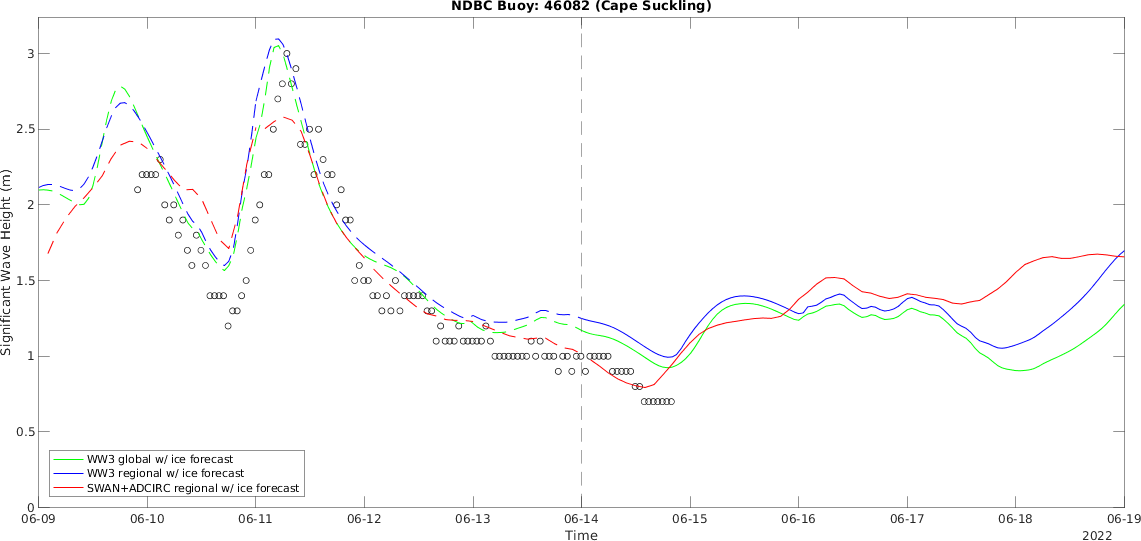 NDBC Buoy: 46082 (Cape Suckling)
Significant Wave Height (m)
3
2.5
2
1.5
1
0.5
0
WW3 global w/ ice forecast
WW3 regional w/ ice forecast
SWAN+ADCIRC regional w/ ice forecast
06-09 06-10 06-11 06-12 06-13 06-14 06-15 06-16 06-17 06-18 06-19
Time
2022